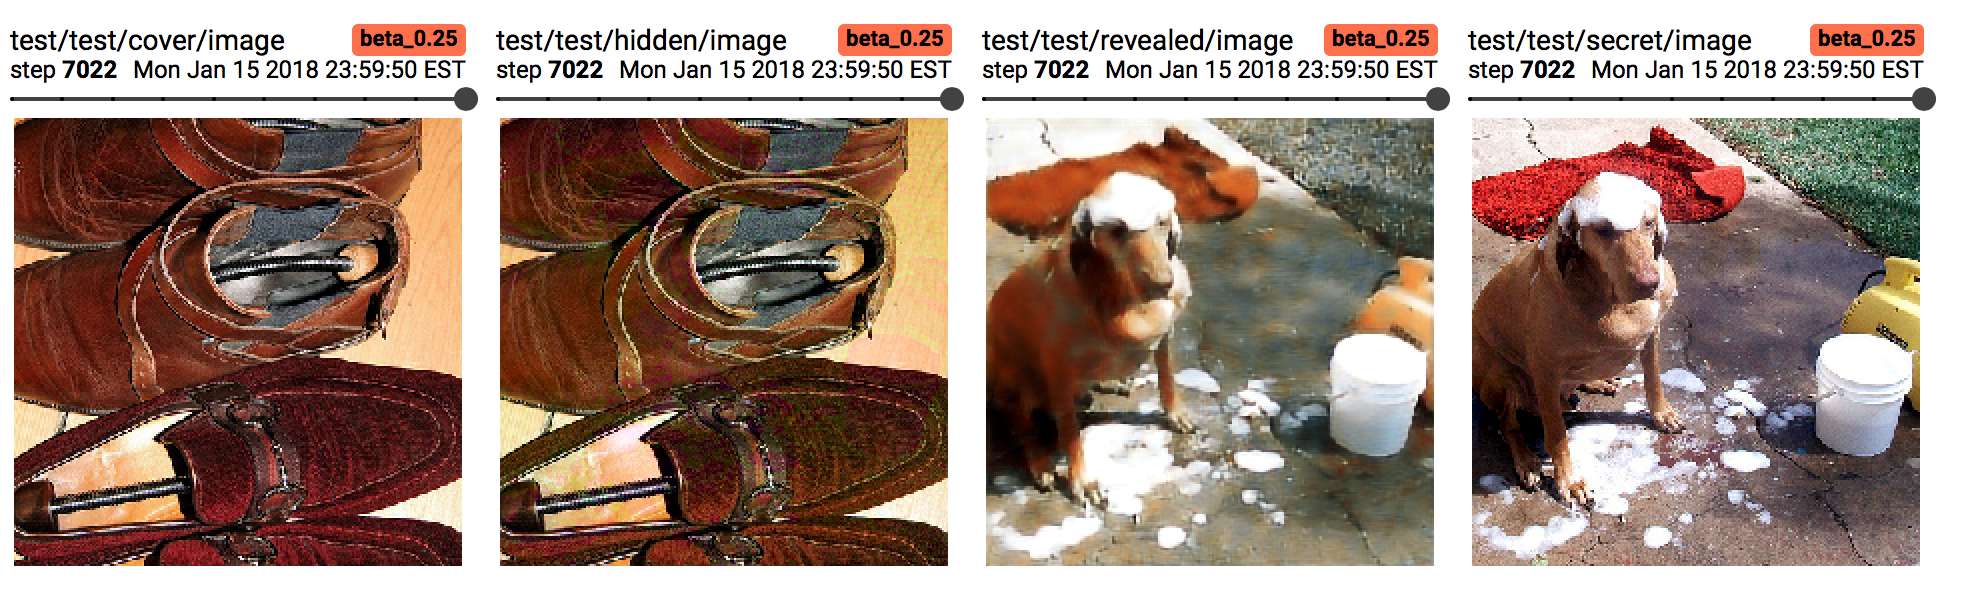 test/test/cover/image beta_0.25
step 7022 Mon Jan 15 2018 23:59:50 EST
test/test/hidden/image beta_0.25
step 7022 Mon Jan 15 2018 23:59:50 EST
test/test/revealed/image beta_0.25
step 7022 Mon Jan 15 2018 23:59:50 EST
test/test/secret/image beta_0.25
step 7022 Mon Jan 15 2018 23:59:50 EST